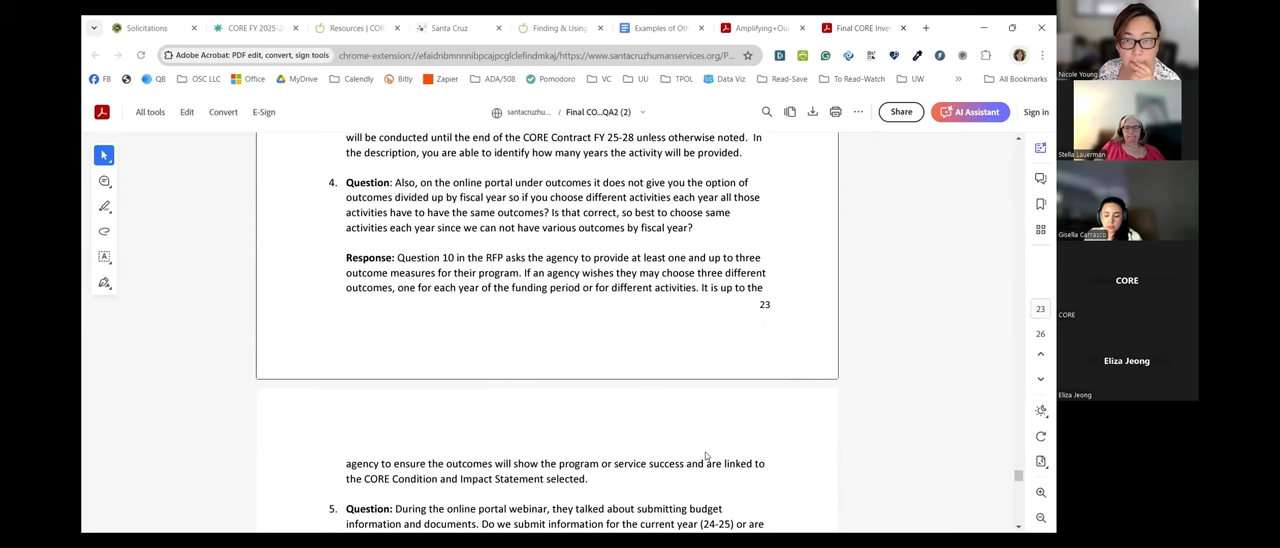 Solicitations
CORE FY 2025-2
Resources | CO
Santa Cruz
Finding & Using
Examples of Oth
Amplifying+Ou
Final CORE Inves
Adobe Acrobat: PDF edit, convert, sign tools
chrome-extension://efaidnbmnnnibpcajpcglclefindmkaj/https://www.santacruzhumanservices.org/P...
FB
QB
OSC LLC
Office
MyDrive
Calendly
Bitly
Zapier
ADA/508
Pomodoro
VC
UU
TPOL
Data Viz
Read-Save
To Read-Watch
UW
»
All Bookmarks
All tools
Edit
Convert
E-Sign
santacruzhu... / Final CO...QA2 (2)
Share
AI Assistant
Sign in
will be conducted until the end of the CORE Contract FY 25-28 unless otherwise noted. In
the description, you are able to identify how many years the activity will be provided.
4. Question: Also, on the online portal under outcomes it does not give you the option of
outcomes divided up by fiscal year so if you choose different activities each year all those
activities have to have the same outcomes? Is that correct, so best to choose same
activities each year since we can not have various outcomes by fiscal year?
Response: Question 10 in the RFP asks the agency to provide at least one and up to three
outcome measures for their program. If an agency wishes they may choose three different
outcomes, one for each year of the funding period or for different activities. It is up to the
23
agency to ensure the outcomes will show the program or service success and are linked to
the CORE Condition and Impact Statement selected.
5. Question: During the online portal webinar, they talked about submitting budget
information and documents. Do we submit information for the current year (24-25) or are
23
26
Nicole Young
Stella Lauerman
Gisella Carrasco
CORE
CORE
Eliza Jeong
Eliza Jeong